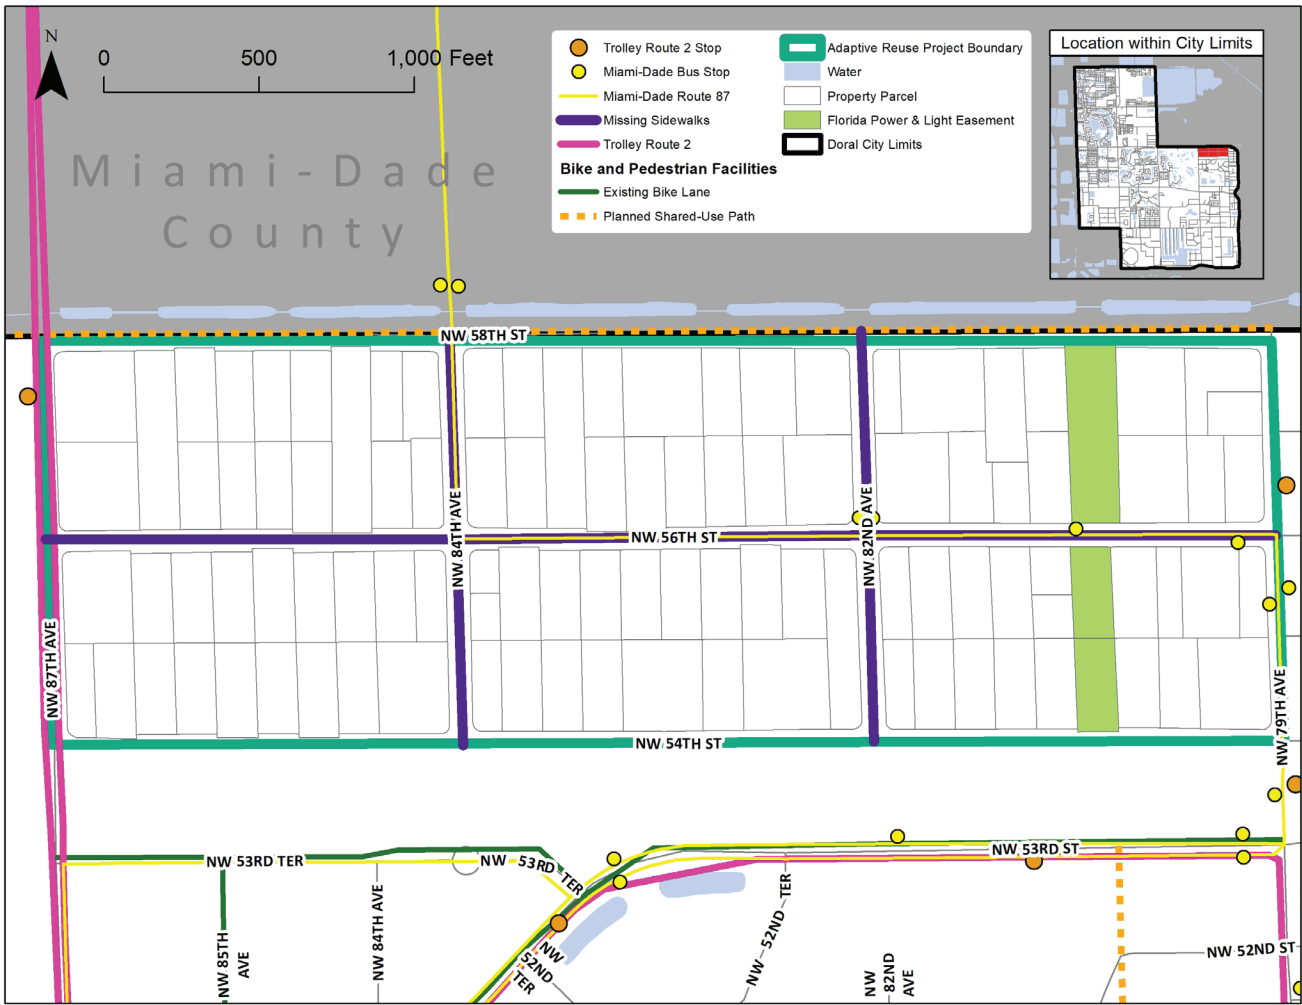 N
0 500 1,000 Feet
Miami-Dade
County
Trolley Route 2 Stop
Miami-Dade Bus Stop
Miami-Dade Route 87
Missing Sidewalks
Trolley Route 2
Bike and Pedestrian Facilities
Existing Bike Lane
Planned Shared-Use Path
Adaptive Reuse Project Boundary
Water
Property Parcel
Florida Power & Light Easement
Doral City Limits
Location within City Limits
NW 58TH ST
NW 84TH AVE
NW 56TH ST
NW 82ND AVE
NW 87TH AVE
NW 79TH AVE
NW 54TH ST
NW 53RD TER
NW 53RD TER
NW 53RD ST
NW 85TH
AVE
NW 84TH AVE
NW
52ND
TER
NW 52ND TER
NW
82ND
AVE
NW 52ND ST